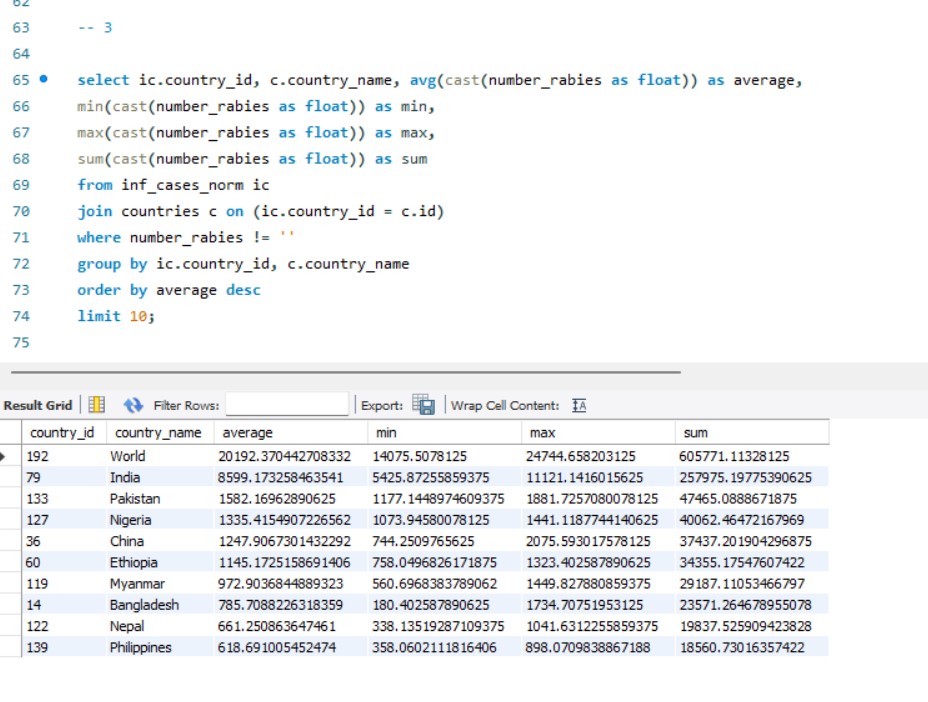 62
63 -- 3
64
65 select ic.country_id, c.country_name, avg(cast(number_rabies as float)) as average,
66 min(cast(number_rabies as float)) as min,
67 max(cast(number_rabies as float)) as max,
68 sum(cast(number_rabies as float)) as sum
69 from inf_cases_norm ic
70 join countries c on (ic.country_id = c.id)
71 where number_rabies != ''
72 group by ic.country_id, c.country_name
73 order by average desc
74 limit 10;
75
Result Grid Filter Rows: Export: Wrap Cell Content: IA
country_id country_name average min max sum
192 World 20192.370442708332 14075.5078125 24744.658203125 605771.11328125
79 India 8599.173258463541 5425.87255859375 11121.1416015625 257975.19775390625
133 Pakistan 1582.16962890625 1177.1448974609375 1881.7257080078125 47465.0888671875
127 Nigeria 1335.4154907226562 1073.94580078125 1441.1187744140625 40062.46472167969
36 China 1247.9067301432292 744.2509765625 2075.593017578125 37437.201904296875
60 Ethiopia 1145.1725158691406 758.0496826171875 1323.402587890625 34355.17547607422
119 Myanmar 972.9036844889323 560.6968383789062 1449.827880859375 29187.11053466797
14 Bangladesh 785.7088226318359 180.402587890625 1734.70751953125 23571.264678955078
122 Nepal 661.250863647461 338.13519287109375 1041.6312255859375 19837.525909423828
139 Philippines 618.691005452474 358.0602111816406 898.0709838867188 18560.73016357422